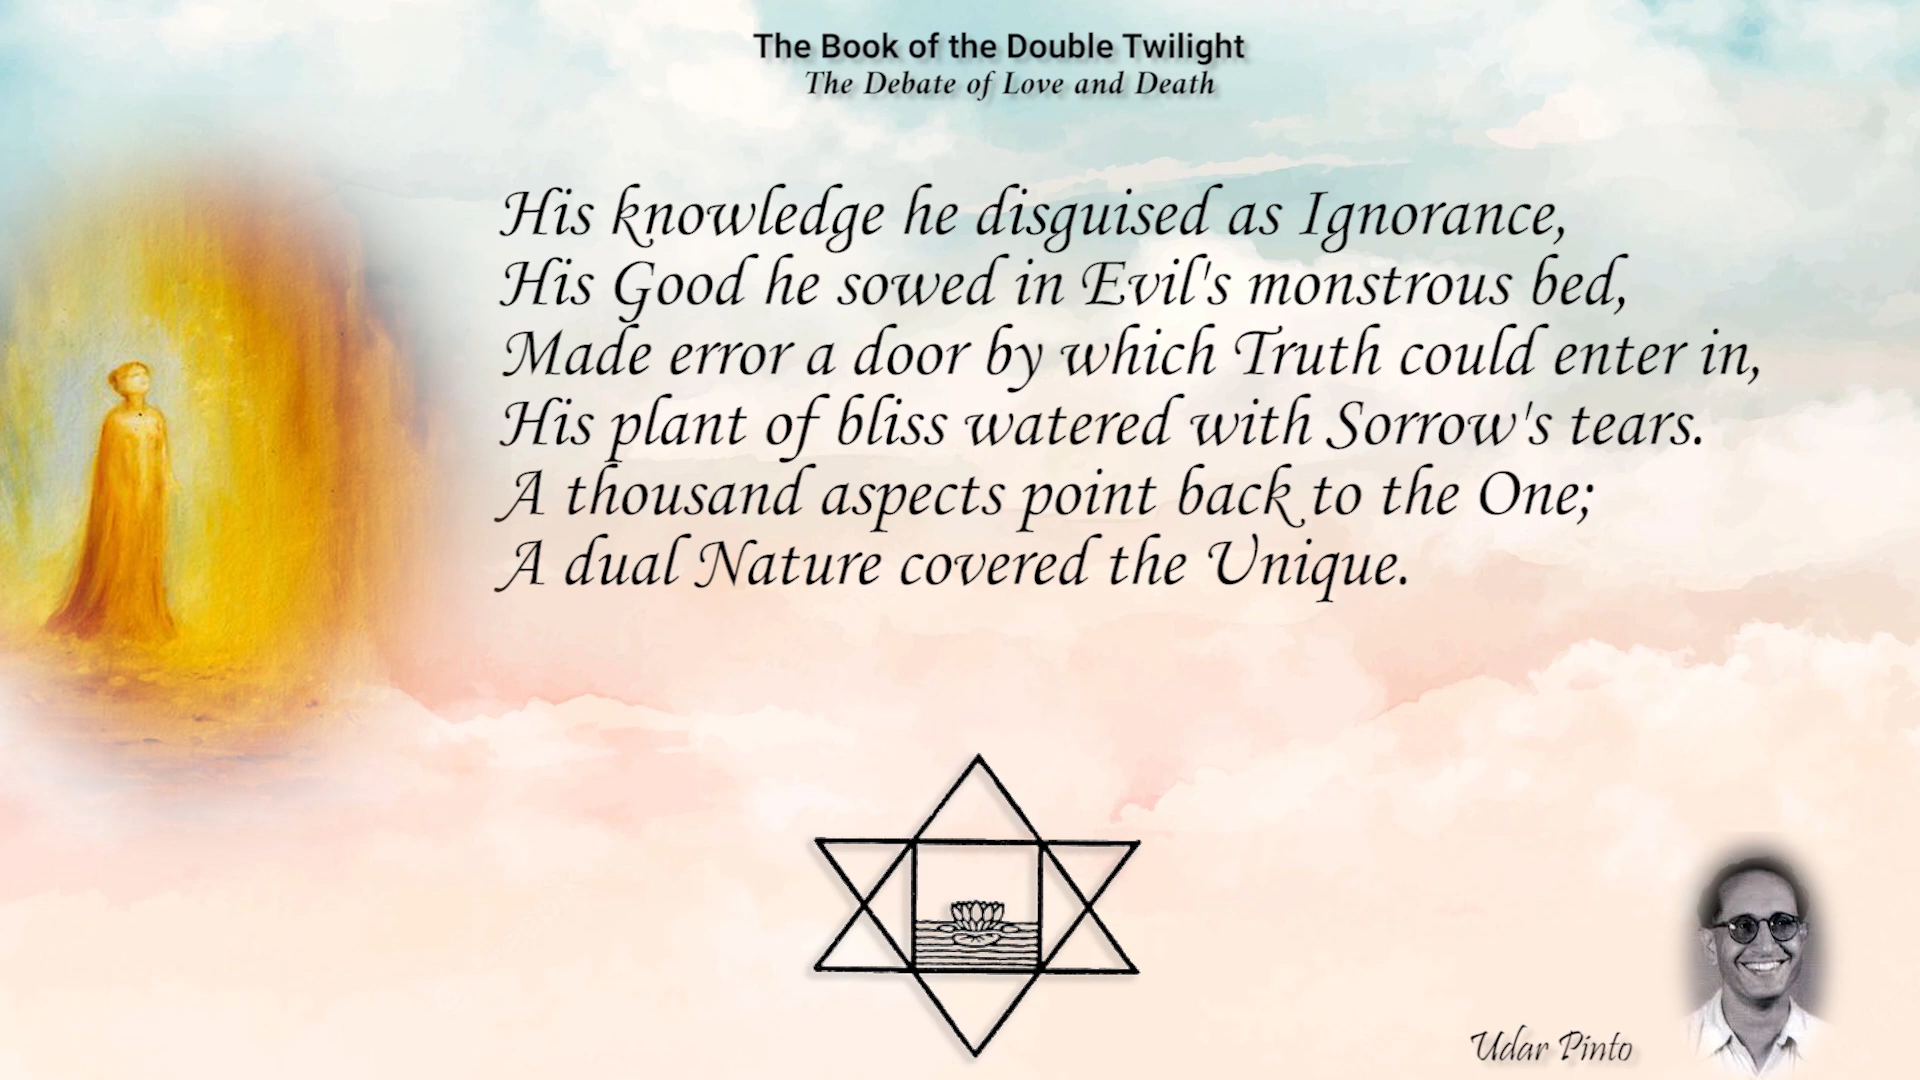 The Book of the Double Twilight
The Debate of Love and Death
His knowledge he disguised as Ignorance,
His Good he sowed in Evil's monstrous bed,
Made error a door by which Truth could enter in,
His plant of bliss watered with Sorrow's tears.
A thousand aspects point back to the One;
A dual Nature covered the Unique.
Udar Pinto